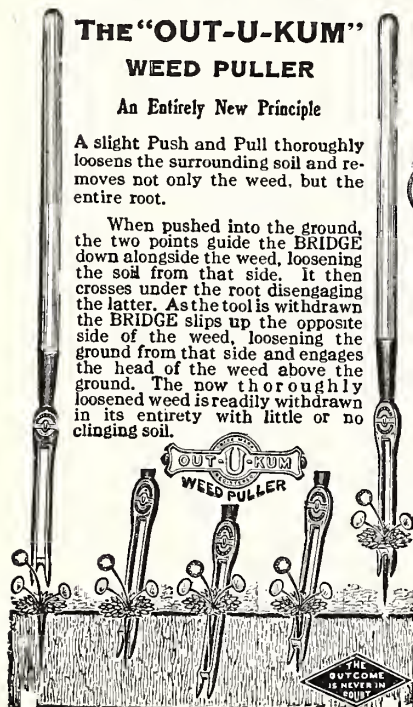 THE "OUT-U-KUM"
WEED PULLER
An Entirely New Principle
A slight Push and Pull thoroughly
loosens the surrounding soil and re-
moves not only the weed, but the
entire root.
When pushed into the ground,
the two points guide the BRIDGE
down alongside the weed, loosening
the soil from that side. It then
crosses under the root disengaging
the latter. As the tool is withdrawn
the BRIDGE slips up the opposite
side of the weed, loosening the
ground from that side and engages
the head of the weed above the
ground. The now thoroughly
loosened weed is readily withdrawn
in its entirety with little or no
clinging soil.
OUT-U-KUM
WEED PULLER
THE
OUTCOME
IS NEVER IN
DOUBT